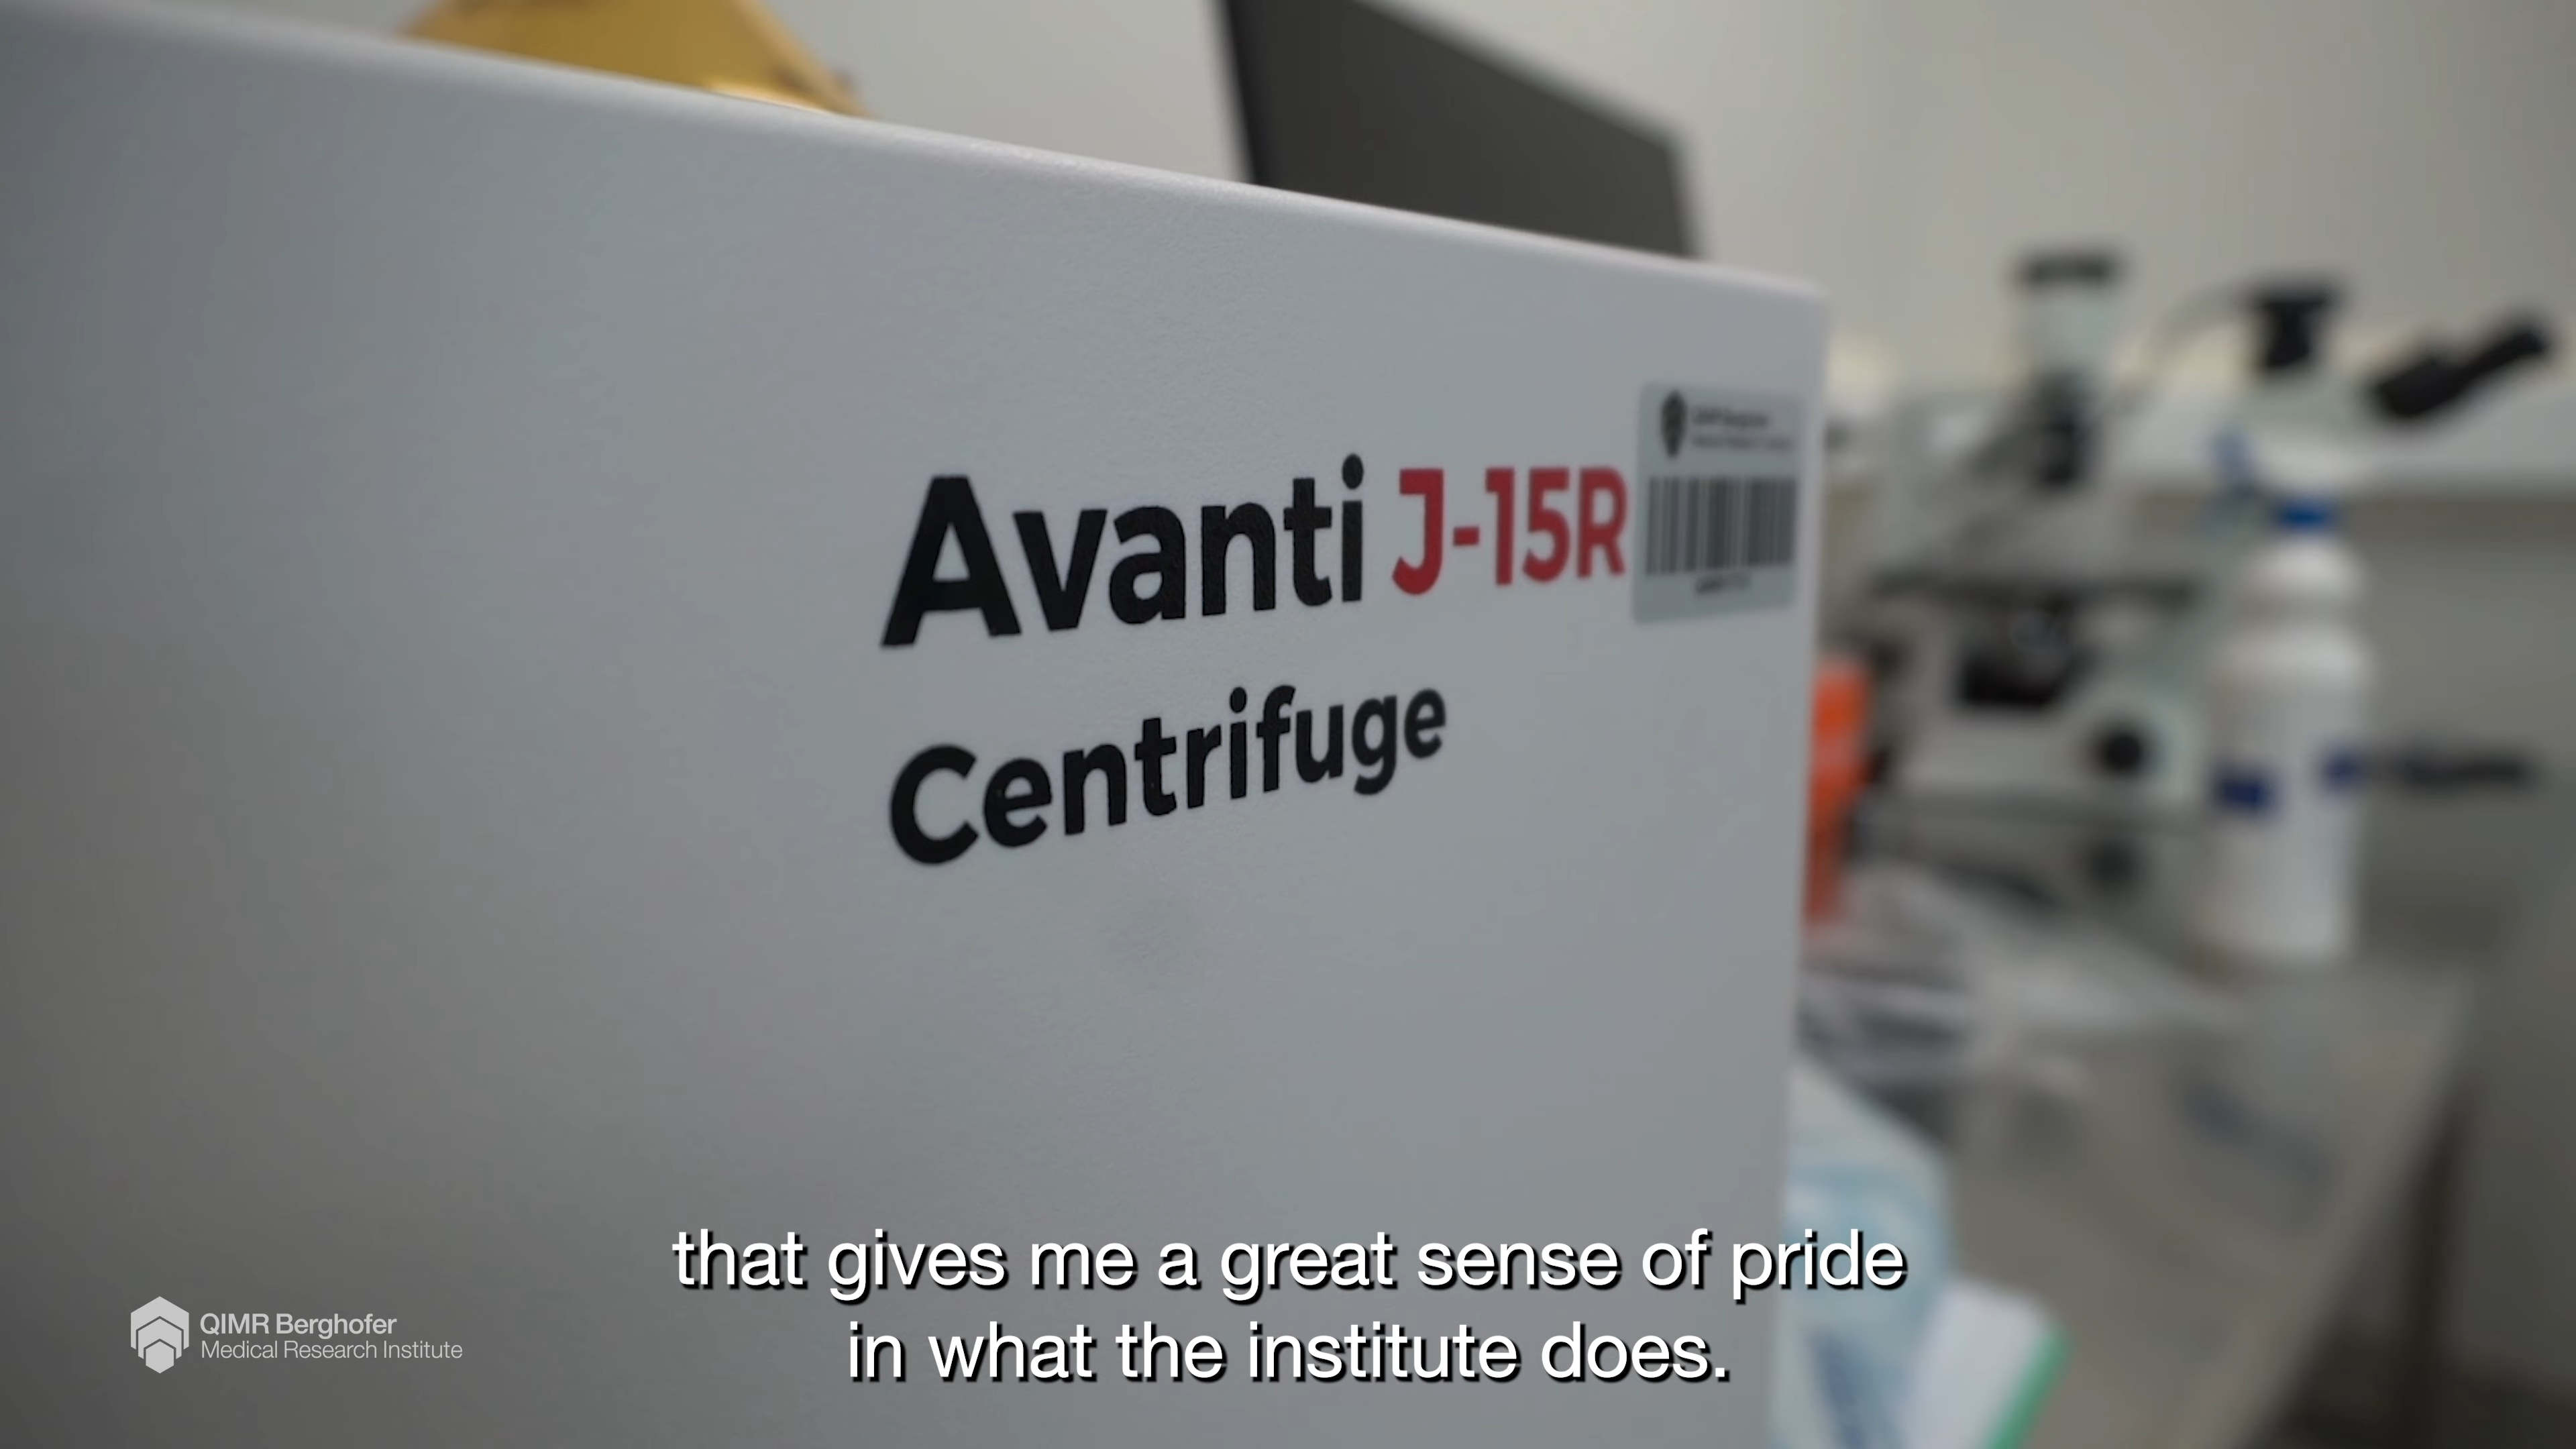 Avanti J-15R
Centrifuge
that gives me a great sense of pride
in what the institute does.
QIMR Berghofer
Medical Research Institute